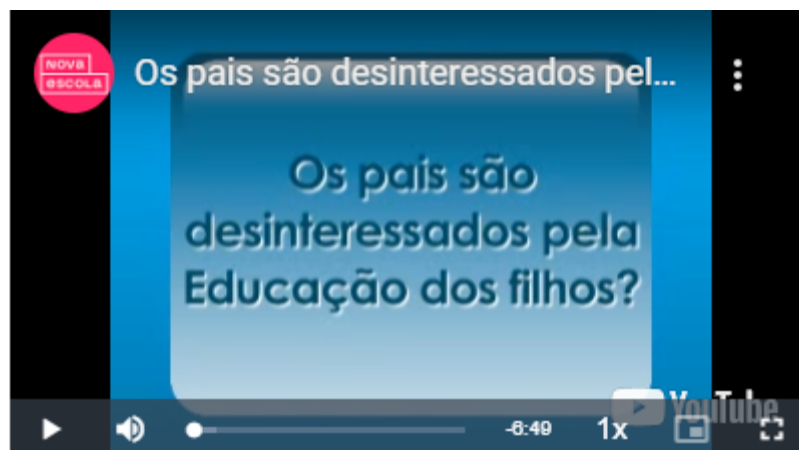 NOVA
ESCOLA
Os pais são desinteressados pel...
Os pais são
desinteressados pela
Educação dos filhos?
YouTube
-6:49
1x